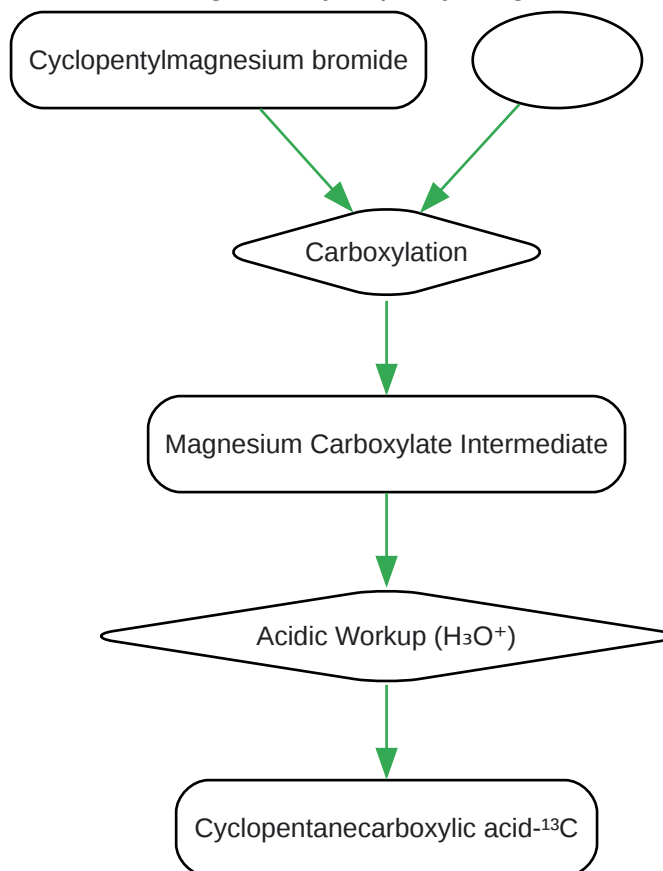 Cyclopentylmagnesium bromide
Carboxylation
Magnesium Carboxylate Intermediate
Acidic Workup (H₃O⁺)
Cyclopentanecarboxylic acid-¹³C